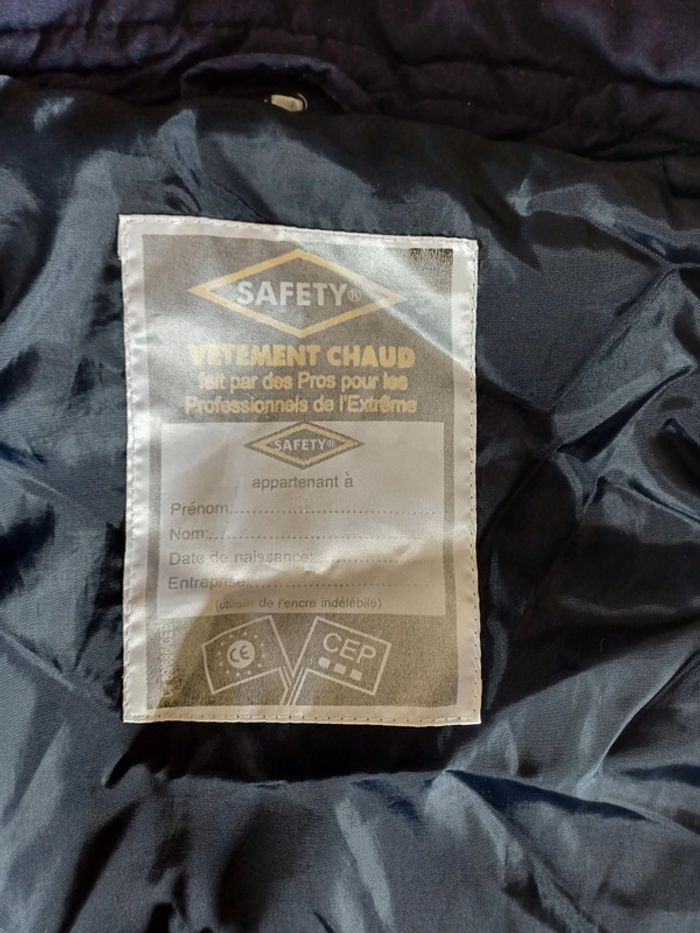 SAFETY®
VETEMENT CHAUD
fait par des Pros pour les
Professionnels de l'Extrême
SAFETY®
appartenant à
Prénom:
Nom:
Date de naissance:
Entreprise:
(utiliser de l'encre indélébile)
CE
CEP